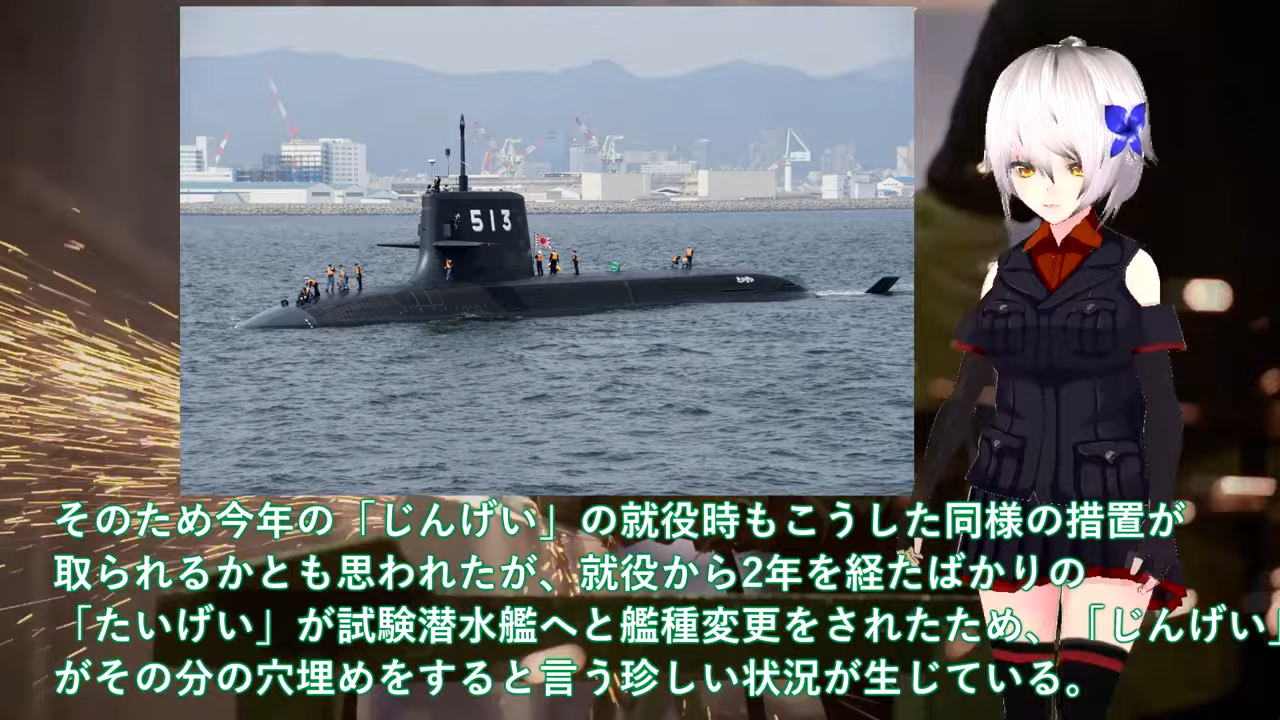 513
じんげい
そのため今年の「じんげい」の就役時もこうした同様の措置が
取られるかとも思われたが、就役から2年を経たばかりの
「たいげい」が試験潜水艦へと艦種変更をされたため、「じんげい」
がその分の穴埋めをすると言う珍しい状況が生じている。